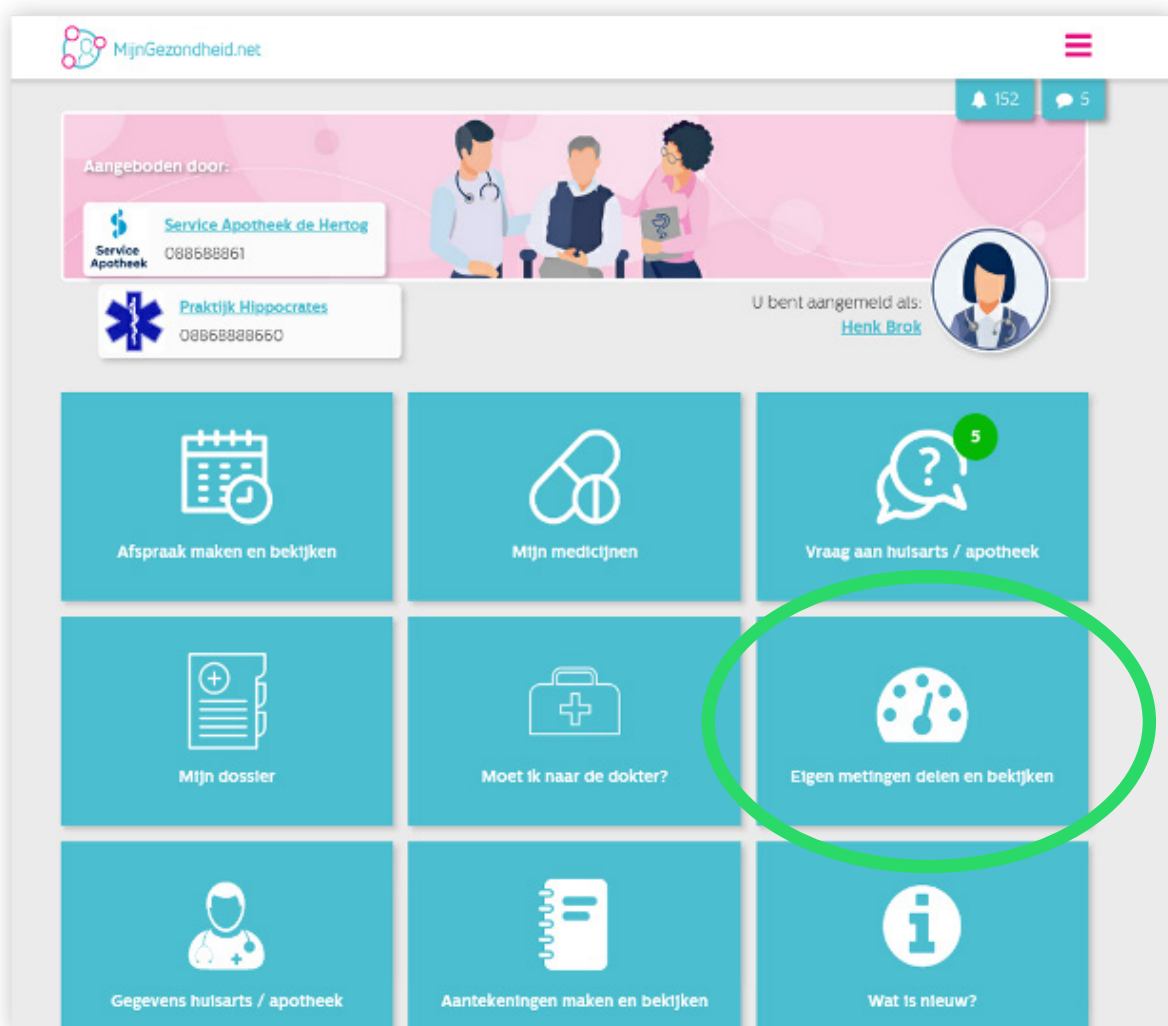 MijnGezondheid.net
152
5
Aangeboden door:
Service Apotheek
Service Apotheek de Hertog
088688861
Praktijk Hippocrates
08868888660
U bent aangemeld als:
Henk Brok
5
Afspraak maken en bekijken
Mijn medicijnen
Vraag aan huisarts / apotheek
Mijn dossier
Moet ik naar de dokter?
Eigen metingen delen en bekijken
Gegevens huisarts / apotheek
Aantekeningen maken en bekijken
Wat is nieuw?